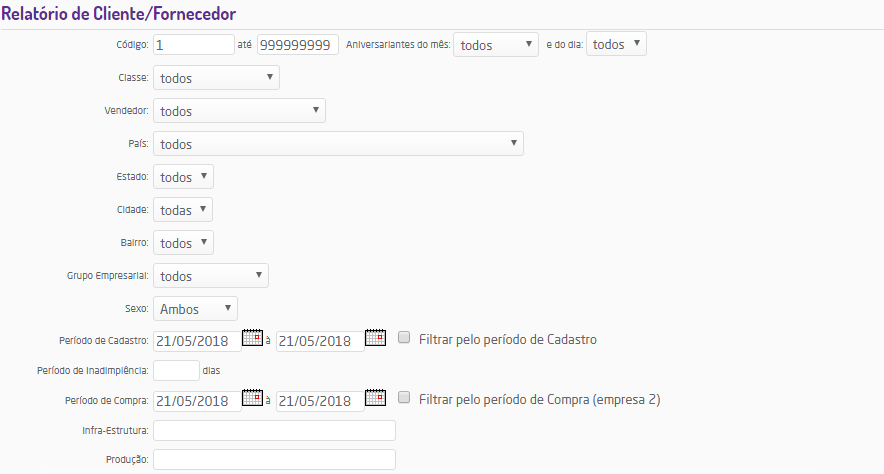 Relatório de Cliente/Fornecedor
Código: 1 até 999999999 Aniversariantes do mês: todos e do dia: todos
Classe: todos
Vendedor: todos
País: todos
Estado: todos
Cidade: todas
Bairro: todos
Grupo Empresarial: todos
Sexo: Ambos
Período de Cadastro: 21/05/2018 à 21/05/2018 Filtrar pelo período de Cadastro
Período de Inadimplência: dias
Período de Compra: 21/05/2018 à 21/05/2018 Filtrar pelo período de Compra (empresa 2)
Infra-Estrutura:
Produção: